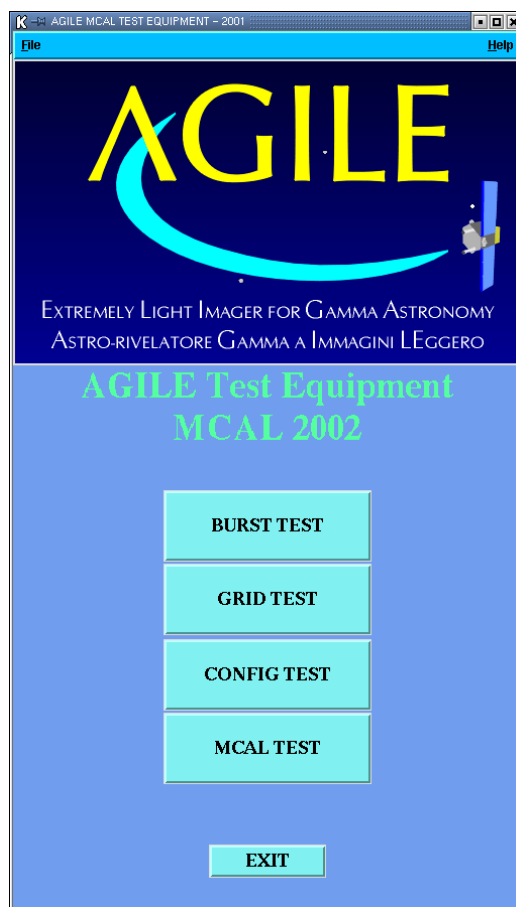 AGILE MCAL TEST EQUIPMENT - 2001
File Help
AGILE
EXTREMELY LIGHT IMAGER FOR GAMMA ASTRONOMY
ASTRO-RIVELATORE GAMMA A IMMAGINI LEGGERO
AGILE Test Equipment
MCAL 2002
BURST TEST
GRID TEST
CONFIG TEST
MCAL TEST
EXIT